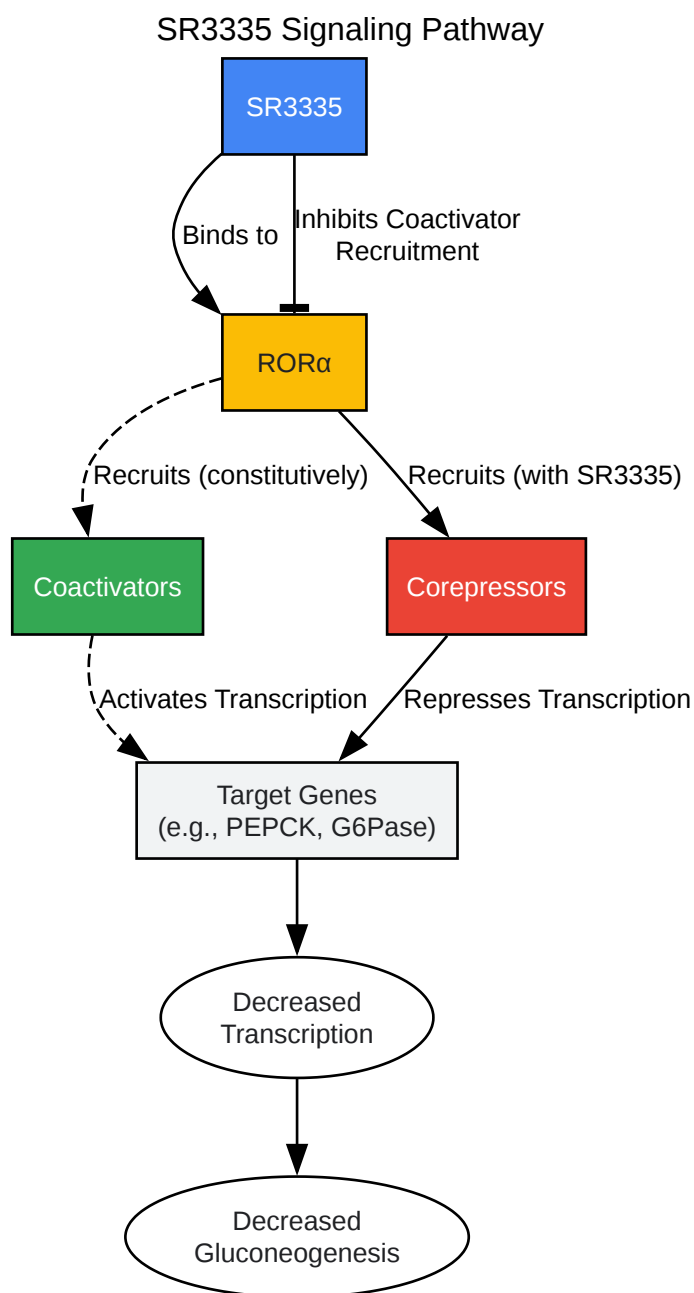 SR3335 Signaling Pathway
SR3335
Binds to
Inhibits Coactivator
Recruitment
RORα
Recruits (constitutively)
Recruits (with SR3335)
Coactivators
Corepressors
Activates Transcription
Represses Transcription
Target Genes
(e.g., PEPCK, G6Pase)
Decreased
Transcription
Decreased
Gluconeogenesis